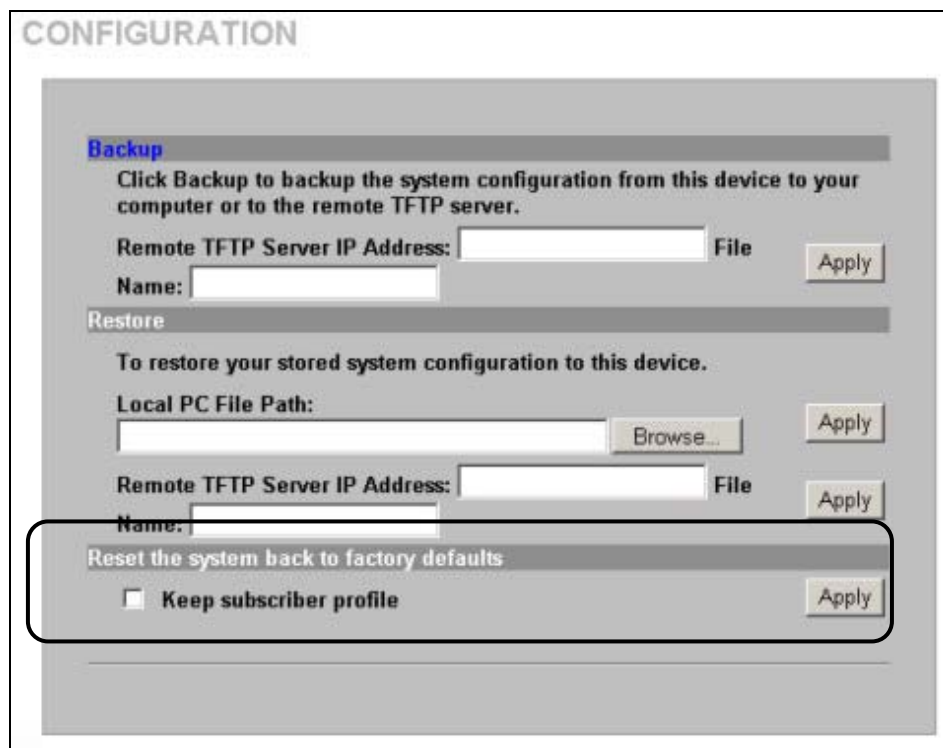 CONFIGURATION
Backup
Click Backup to backup the system configuration from this device to your
computer or to the remote TFTP server.
Remote TFTP Server IP Address: File
Name: Apply
Restore
To restore your stored system configuration to this device.
Local PC File Path:
Browse... Apply
Remote TFTP Server IP Address: File
Name: Apply
Reset the system back to factory defaults
Keep subscriber profile Apply